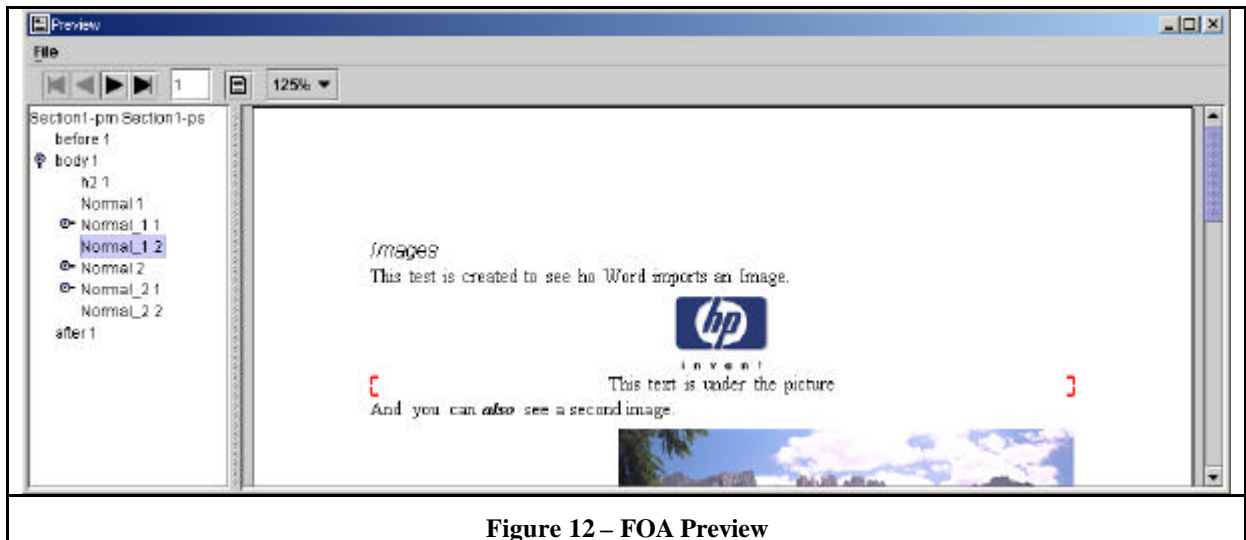 Preview
File
1
125%
Section1-pm Section1-ps
before 1
body 1
h2 1
Normal 1
Normal_1 1
Normal_1 2
Normal 2
Normal_2 1
Normal_2 2
after 1
Images
This test is created to see ho Word imports an Image.
hp
invent
This text is under the picture
And you can also see a second image.
Figure 12 – FOA Preview